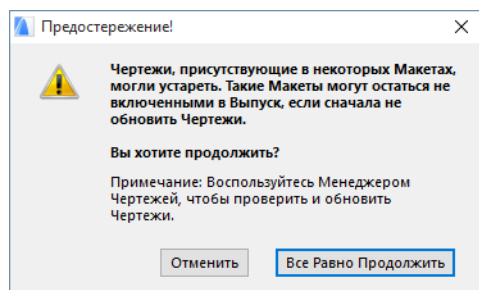 Предостережение!
Чертежи, присутствующие в некоторых Макетах,
могли устареть. Такие Макеты могут остаться не
включенными в Выпуск, если сначала не
обновить Чертежи.
Вы хотите продолжить?
Примечание: Воспользуйтесь Менеджером
Чертежей, чтобы проверить и обновить
Чертежи.
Отменить
Все Равно Продолжить